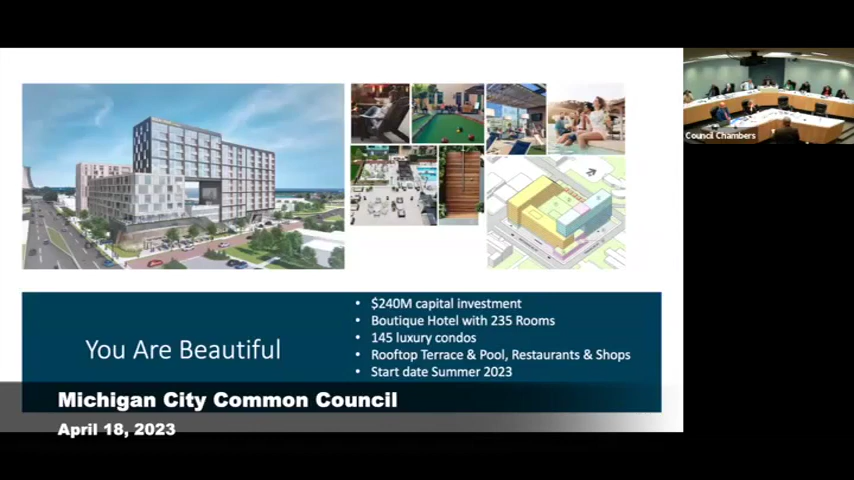 Council Chambers
You Are Beautiful
• $240M capital investment
• Boutique Hotel with 235 Rooms
• 145 luxury condos
• Rooftop Terrace & Pool, Restaurants & Shops
• Start date Summer 2023
Michigan City Common Council
April 18, 2023